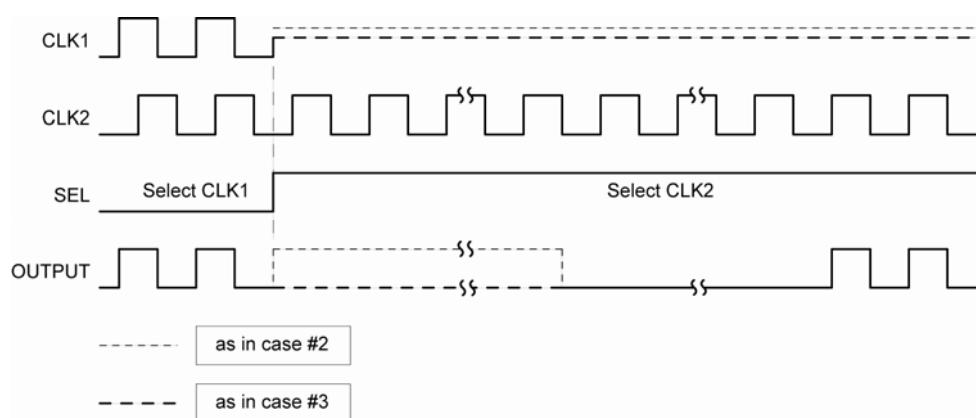 CLK1
CLK2
SEL
Select CLK1
Select CLK2
OUTPUT
as in case #2
as in case #3